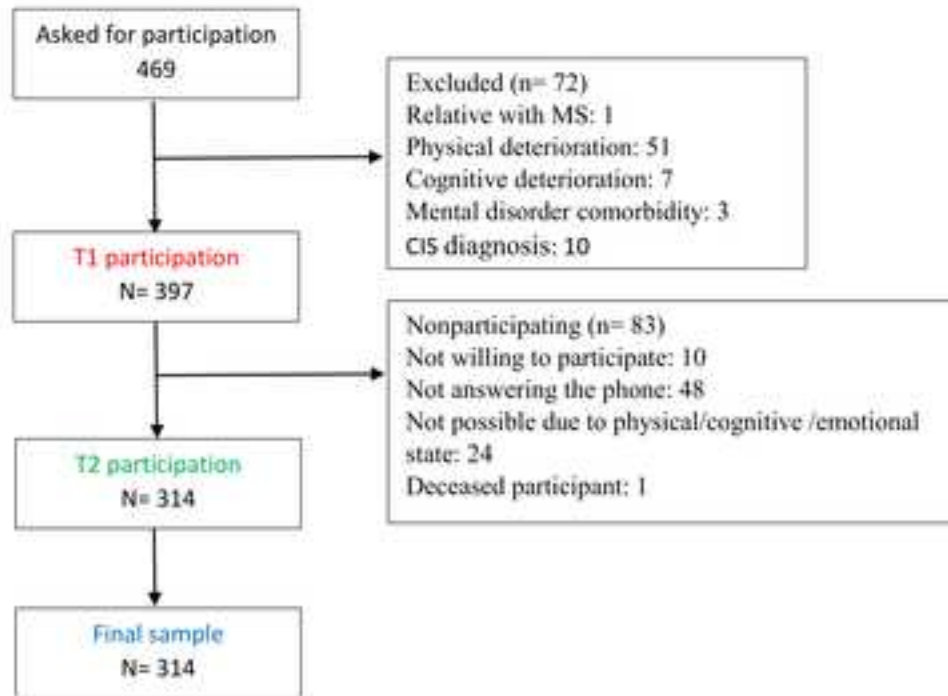 Asked for participation
469
Excluded (n= 72)
Relative with MS: 1
Physical deterioration: 51
Cognitive deterioration: 7
Mental disorder comorbidity: 3
CIS diagnosis: 10
T1 participation
N= 397
Nonparticipating (n= 83)
Not willing to participate: 10
Not answering the phone: 48
Not possible due to physical/cognitive /emotional
state: 24
Deceased participant: 1
T2 participation
N= 314
Final sample
N= 314